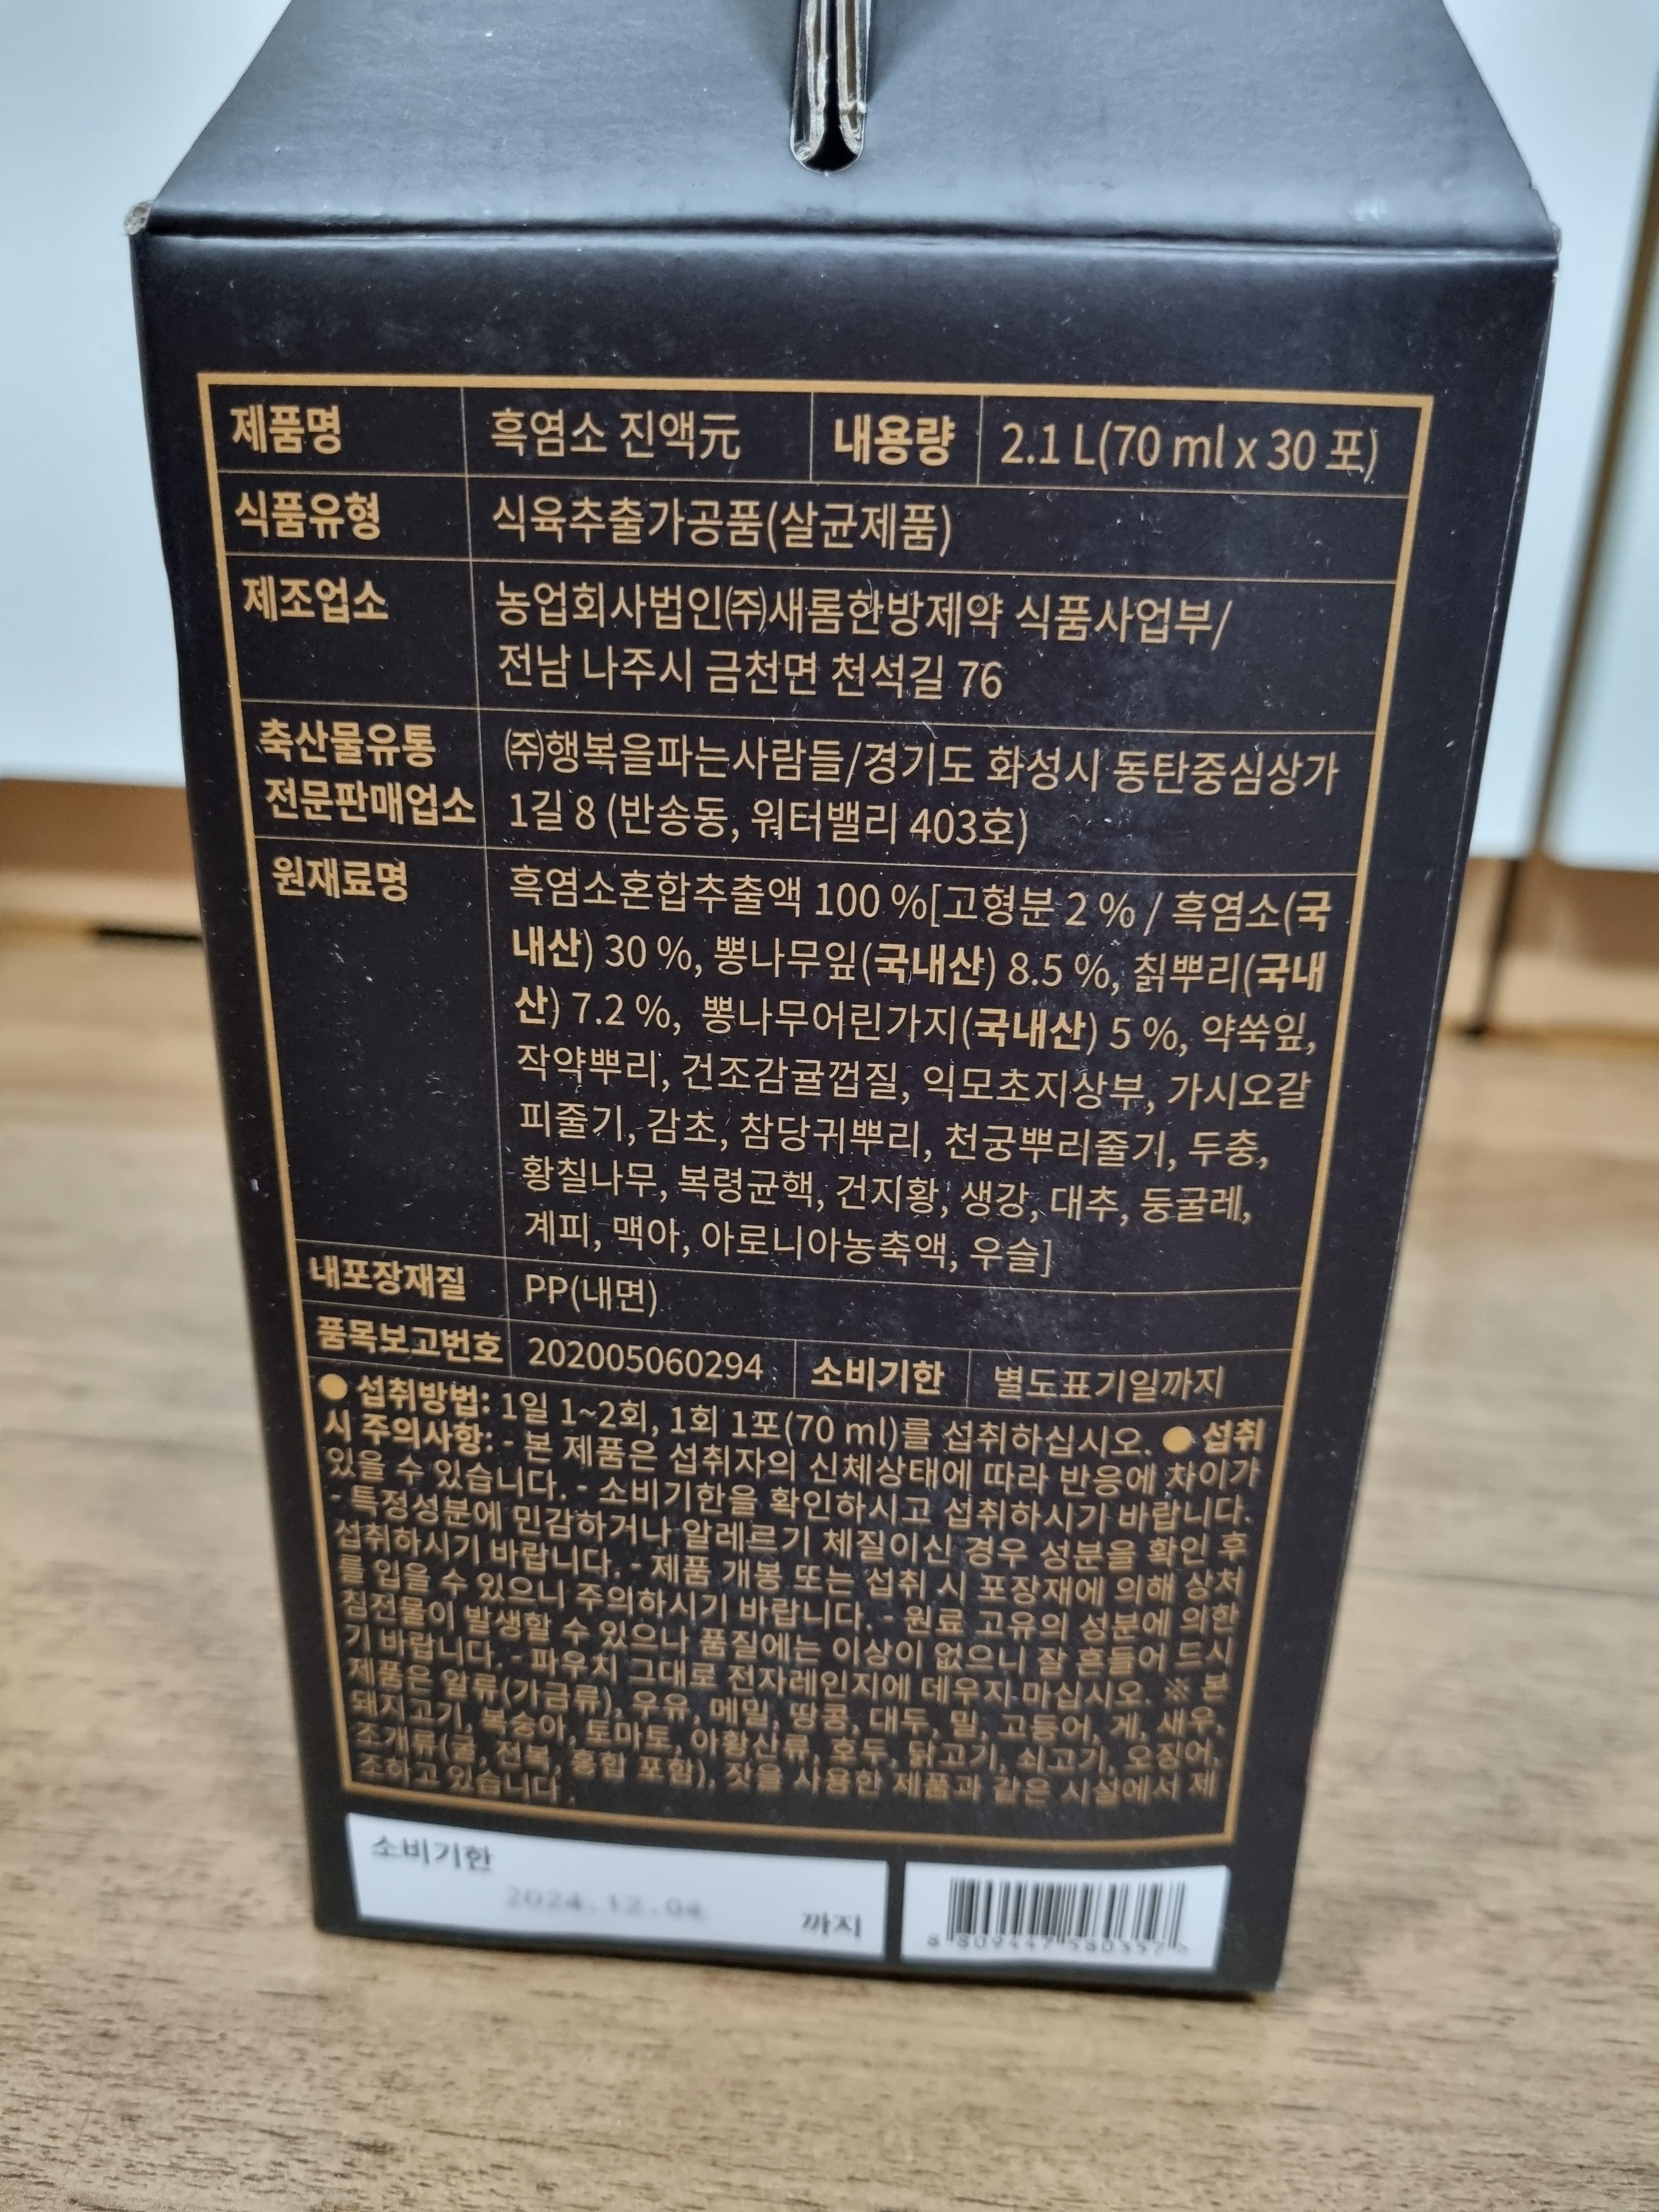 제품명 흑염소 진액元 내용량 2.1 L(70 ml x 30 포)
식품유형 식육추출가공품(살균제품)
제조업소 농업회사법인㈜새롬한방제약 식품사업부/
전남 나주시 금천면 천석길 76
축산물유통 ㈜행복을파는사람들/경기도 화성시 동탄중심상가
전문판매업소 1길 8 (반송동, 워터밸리 403호)
원재료명 흑염소혼합추출액 100 %[고형분 2 % / 흑염소(국
내산) 30 %, 뽕나무잎(국내산) 8.5 %, 칡뿌리(국내
산) 7.2 %, 뽕나무어린가지(국내산) 5 %, 약쑥잎,
작약뿌리, 건조감귤껍질, 익모초지상부, 가시오갈
피줄기, 감초, 참당귀뿌리, 천궁뿌리줄기, 두충,
황칠나무, 복령균핵, 건지황, 생강, 대추, 둥굴레,
계피, 맥아, 아로니아농축액, 우슬]
내포장재질 PP(내면)
품목보고번호 202005060294 소비기한 별도표기일까지
● 섭취방법: 1일 1~2회, 1회 1포(70 ml)를 섭취하십시오. ● 섭취
시 주의사항: - 본 제품은 섭취자의 신체상태에 따라 반응에 차이가
있을 수 있습니다. - 소비기한을 확인하시고 섭취하시기 바랍니다.
- 특정성분에 민감하거나 알레르기 체질이신 경우 성분을 확인 후
섭취하시기 바랍니다. - 제품 개봉 또는 섭취 시 포장재에 의해 상처
를 입을 수 있으니 주의하시기 바랍니다. - 원료 고유의 성분에 의한
침전물이 발생할 수 있으나 품질에는 이상이 없으니 잘 흔들어 드시
기 바랍니다. - 파우치 그대로 전자레인지에 데우지 마십시오. ※ 본
제품은 알류(가금류), 우유, 메밀, 땅콩, 대두, 밀, 고등어, 게, 새우,
돼지고기, 복숭아, 토마토, 아황산류, 호두, 닭고기, 쇠고기, 오징어,
조개류(굴, 전복, 홍합 포함), 잣을 사용한 제품과 같은 시설에서 제
조하고 있습니다.
소비기한
2024.12.04
까지